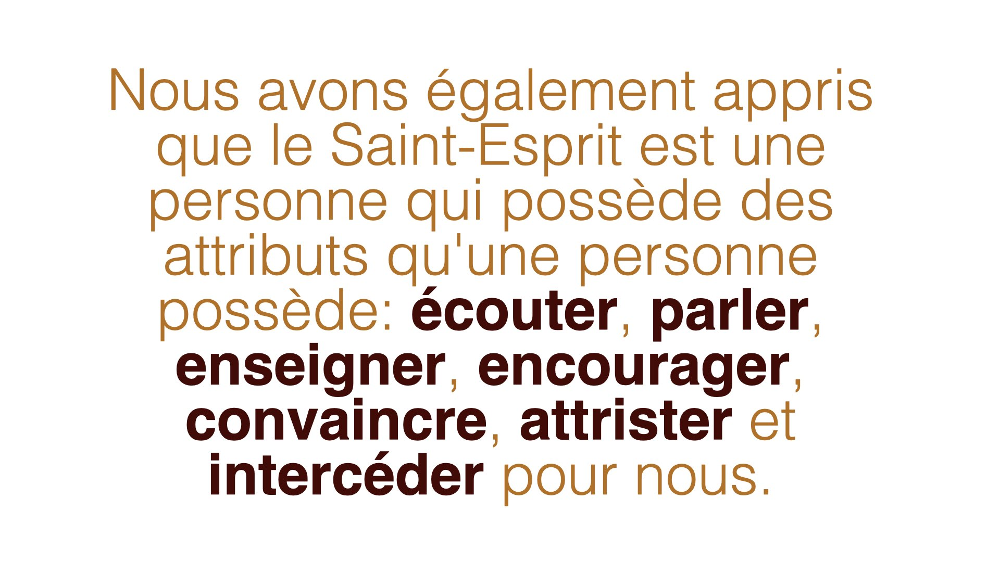 Nous avons également appris
que le Saint-Esprit est une
personne qui possède des
attributs qu'une personne
possède: écouter, parler,
enseigner, encourager,
convaincre, attrister et
intercéder pour nous.